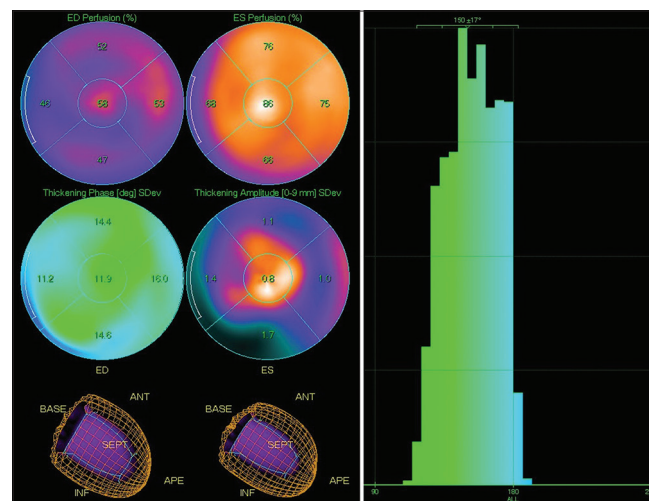 ED Perfusion (%)
ES Perfusion (%)
52
46
56
53
47
76
68
86
75
66
Thickening Phase [deg] SDev
Thickening Amplitude [0-9 mm] SDev
14.4
11.2
11.9
16.0
14.6
1.1
1.4
0.8
1.0
1.7
ED
ES
BASE
ANT
SEPT
INF
APE
BASE
ANT
SEPT
INF
APE
150 ±17°
90
180
ALL